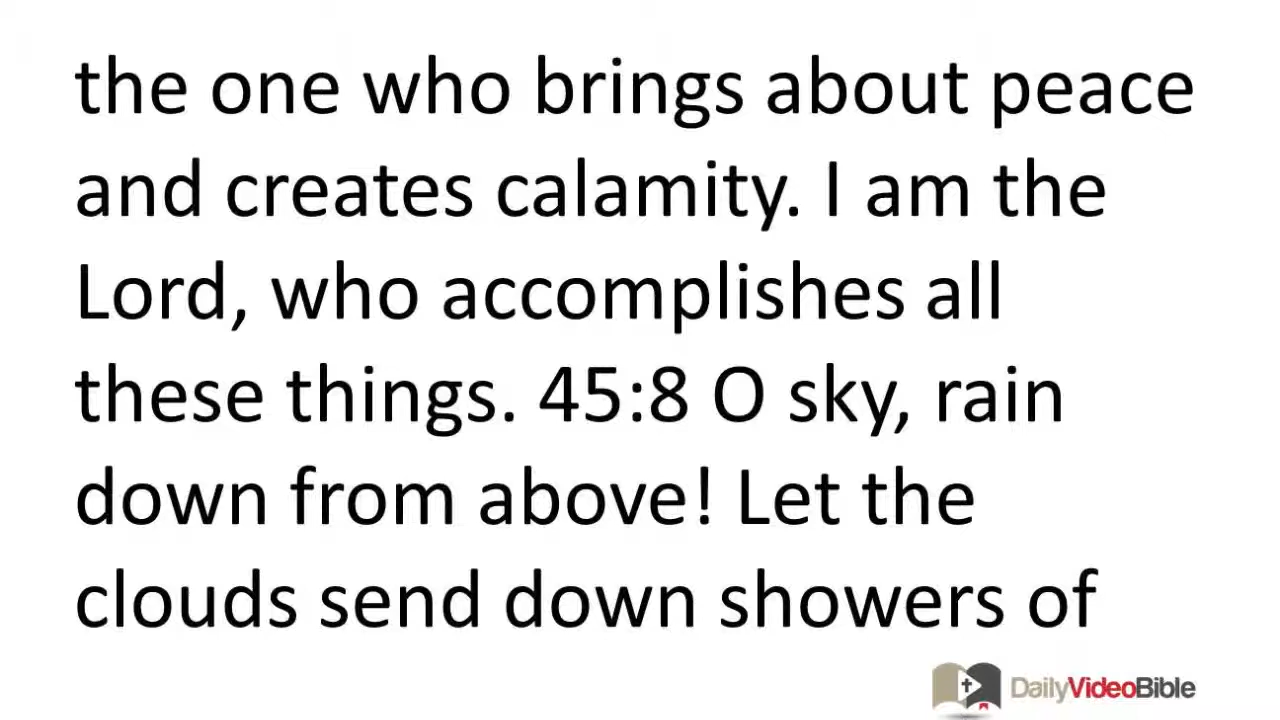 the one who brings about peace
and creates calamity. I am the
Lord, who accomplishes all
these things. 45:8 O sky, rain
down from above! Let the
clouds send down showers of
DailyVideoBible